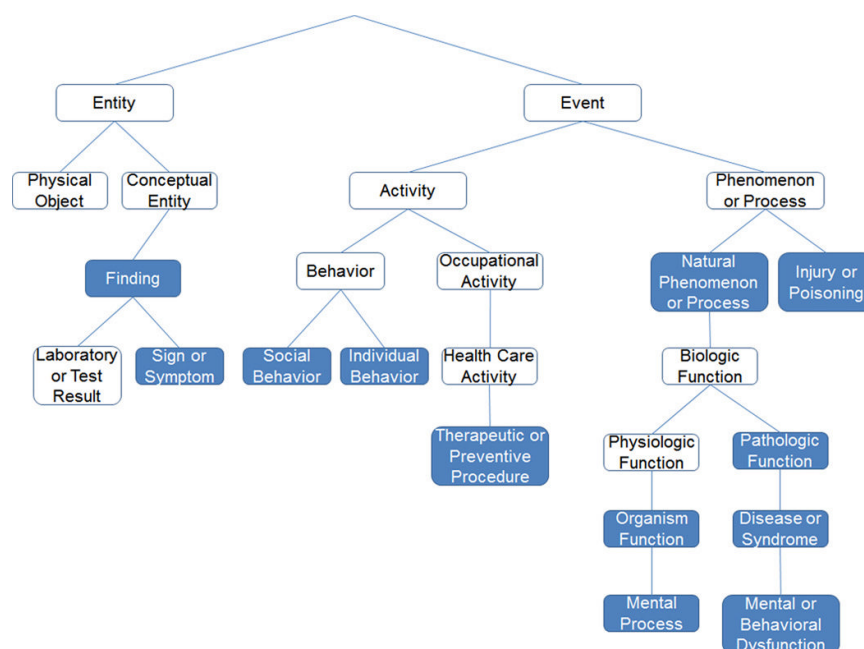 Entity
Event
Physical
Object
Conceptual
Entity
Activity
Phenomenon
or Process
Finding
Behavior
Occupational
Activity
Natural
Phenomenon
or Process
Injury or
Poisoning
Laboratory
or Test
Result
Sign or
Symptom
Social
Behavior
Individual
Behavior
Health Care
Activity
Biologic
Function
Therapeutic or
Preventive
Procedure
Physiologic
Function
Pathologic
Function
Organism
Function
Disease or
Syndrome
Mental
Process
Mental or
Behavioral
Dysfunction